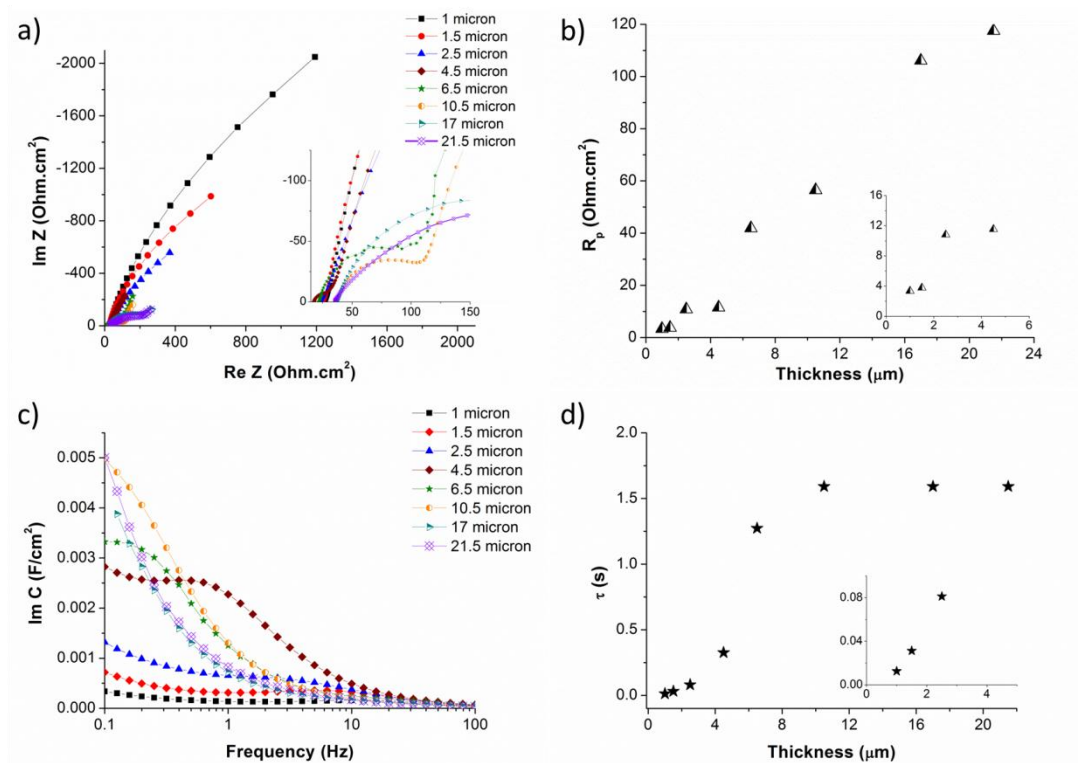 a)
1 micron
1.5 micron
2.5 micron
4.5 micron
6.5 micron
10.5 micron
17 micron
21.5 micron
-2000
-1600
-1200
-800
-400
0
Im Z (Ohm.cm²)
0 400 800 1200 1600 2000
Re Z (Ohm.cm²)
-100
-50
0
50 75 100 125 150
b)
120
100
80
60
40
20
0
Rp (Ohm.cm²)
0 4 8 12 16 20 24
Thickness (μm)
16
12
8
4
0
0 2 4 6
c)
1 micron
1.5 micron
2.5 micron
4.5 micron
6.5 micron
10.5 micron
17 micron
21.5 micron
0.005
0.004
0.003
0.002
0.001
0.000
Im C (F/cm²)
0.1 1 10 100
Frequency (Hz)
d)
2.0
1.5
1.0
0.5
0.0
τ (s)
0 4 8 12 16 20
Thickness (μm)
0.08
0.04
0.00
0 2 4